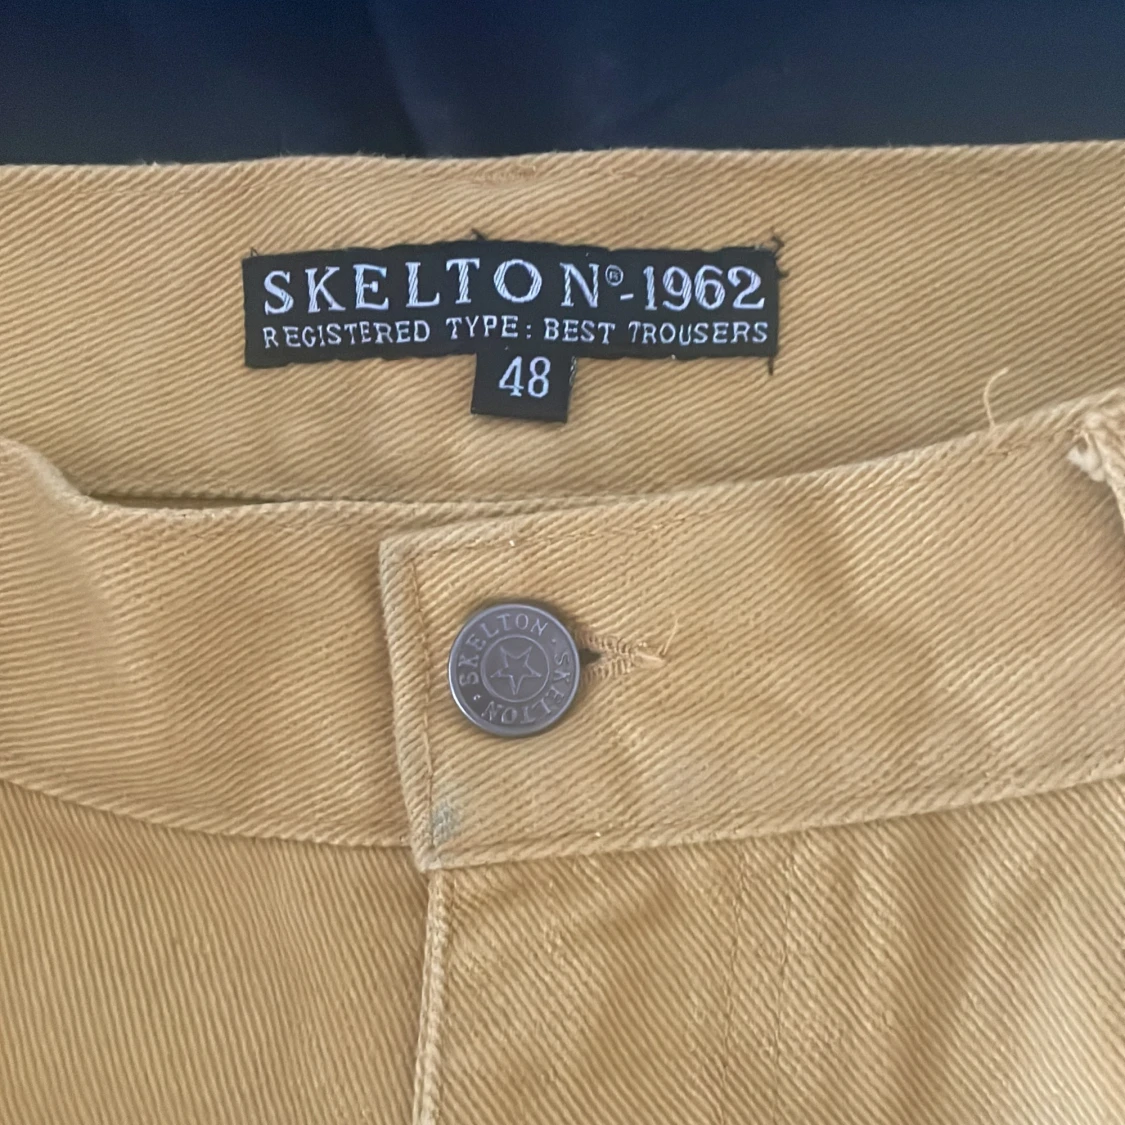 SKELTON®-1962
REGISTERED TYPE: BEST TROUSERS
48
SKELTON · SKELTON ·